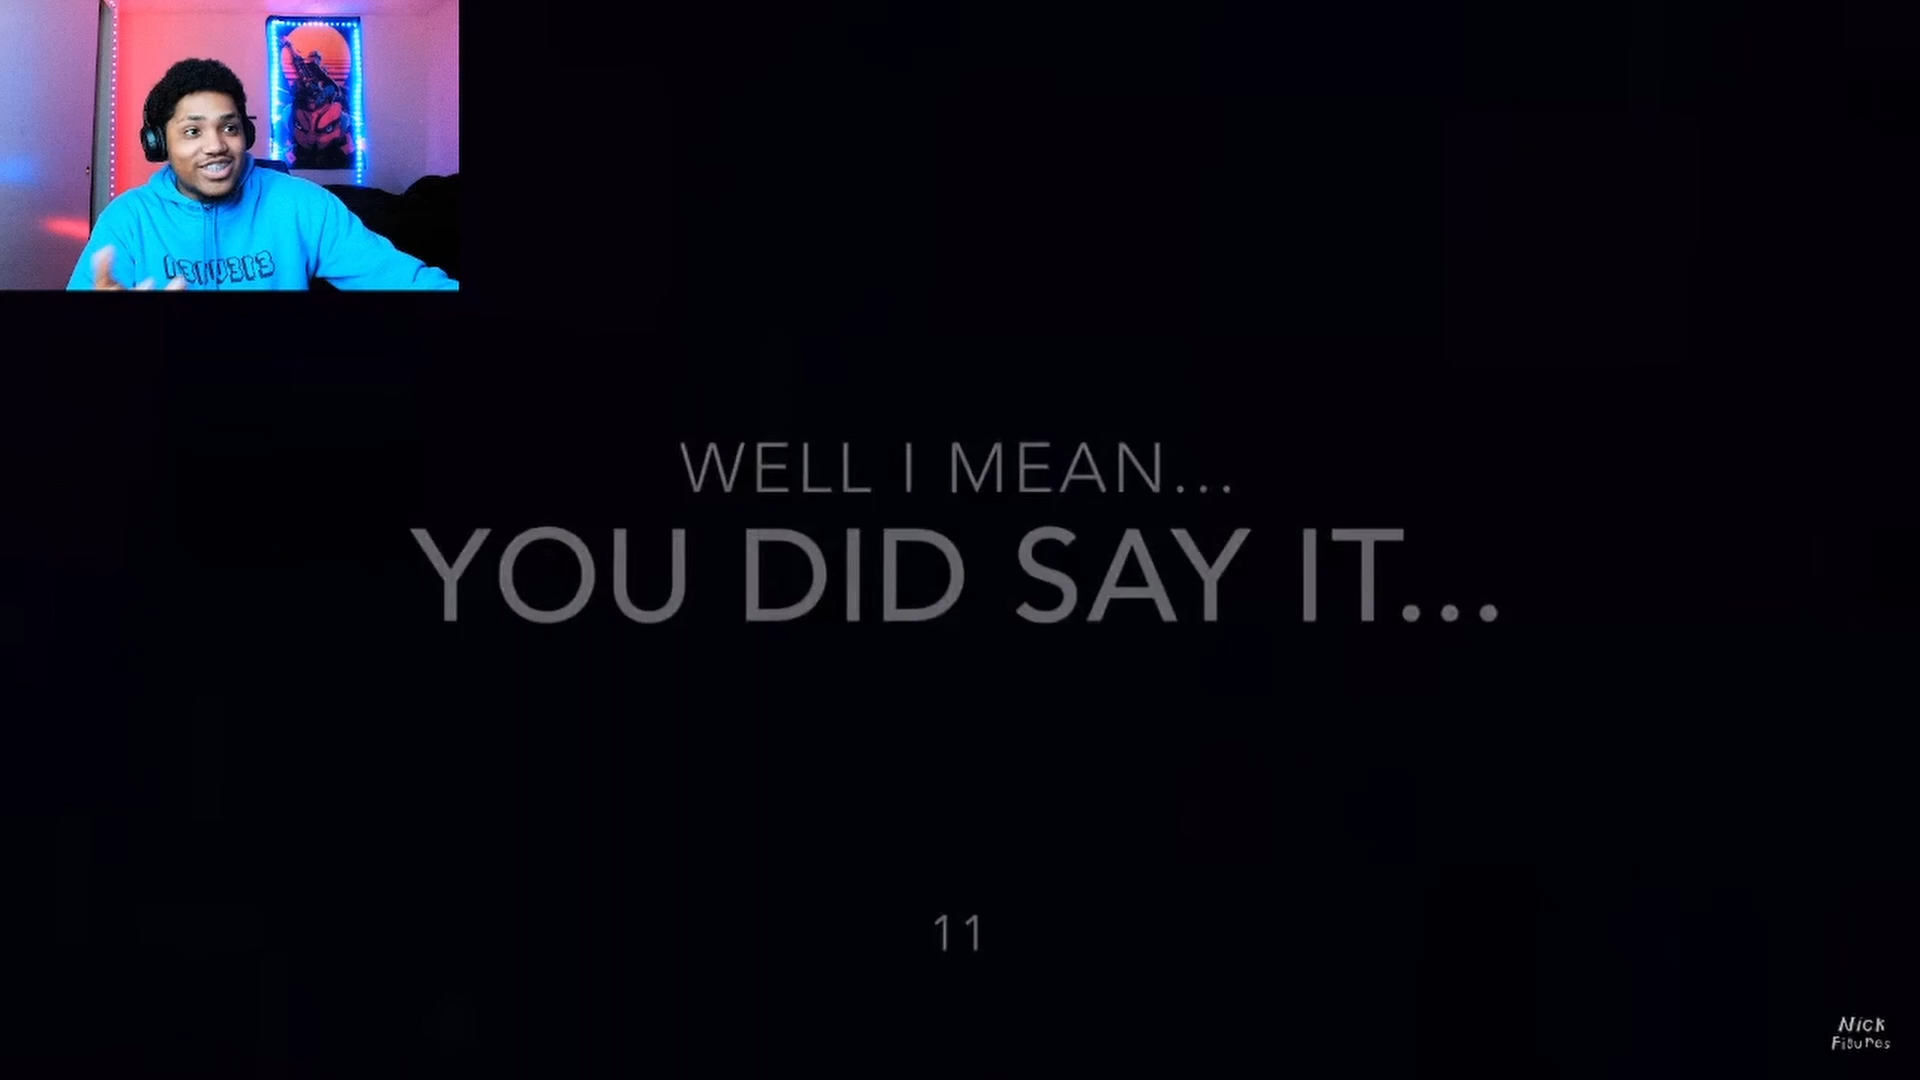 WELL I MEAN...
YOU DID SAY IT...
11
Nick
Figures